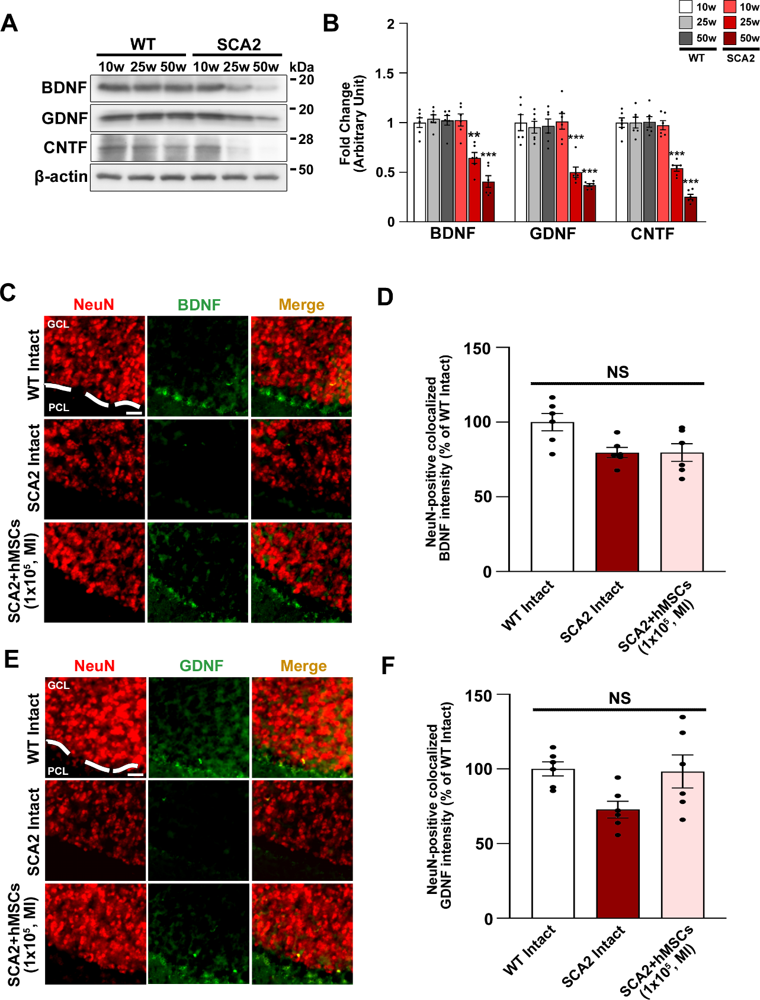 A
WT
SCA2
10w 25w 50w 10w 25w 50w kDa
BDNF
20
GDNF
20
CNTF
28
β-actin
50
B
10w 10w
25w 25w
50w 50w
WT SCA2
Fold Change
(Arbitrary Unit)
2
1.5
1
0.5
0
** ***
*** ***
*** ***
BDNF GDNF CNTF
C
NeuN BDNF Merge
WT Intact
GCL
PCL
SCA2 Intact
SCA2+hMSCs
(1x10⁵, MI)
D
NeuN-positive colocalized
BDNF intensity (% of WT Intact)
150
100
50
0
NS
WT Intact
SCA2 Intact
SCA2+hMSCs
(1x10⁵, MI)
E
NeuN GDNF Merge
WT Intact
GCL
PCL
SCA2 Intact
SCA2+hMSCs
(1x10⁵, MI)
F
NeuN-positive colocalized
GDNF intensity (% of WT Intact)
150
100
50
0
NS
WT Intact
SCA2 Intact
SCA2+hMSCs
(1x10⁵, MI)